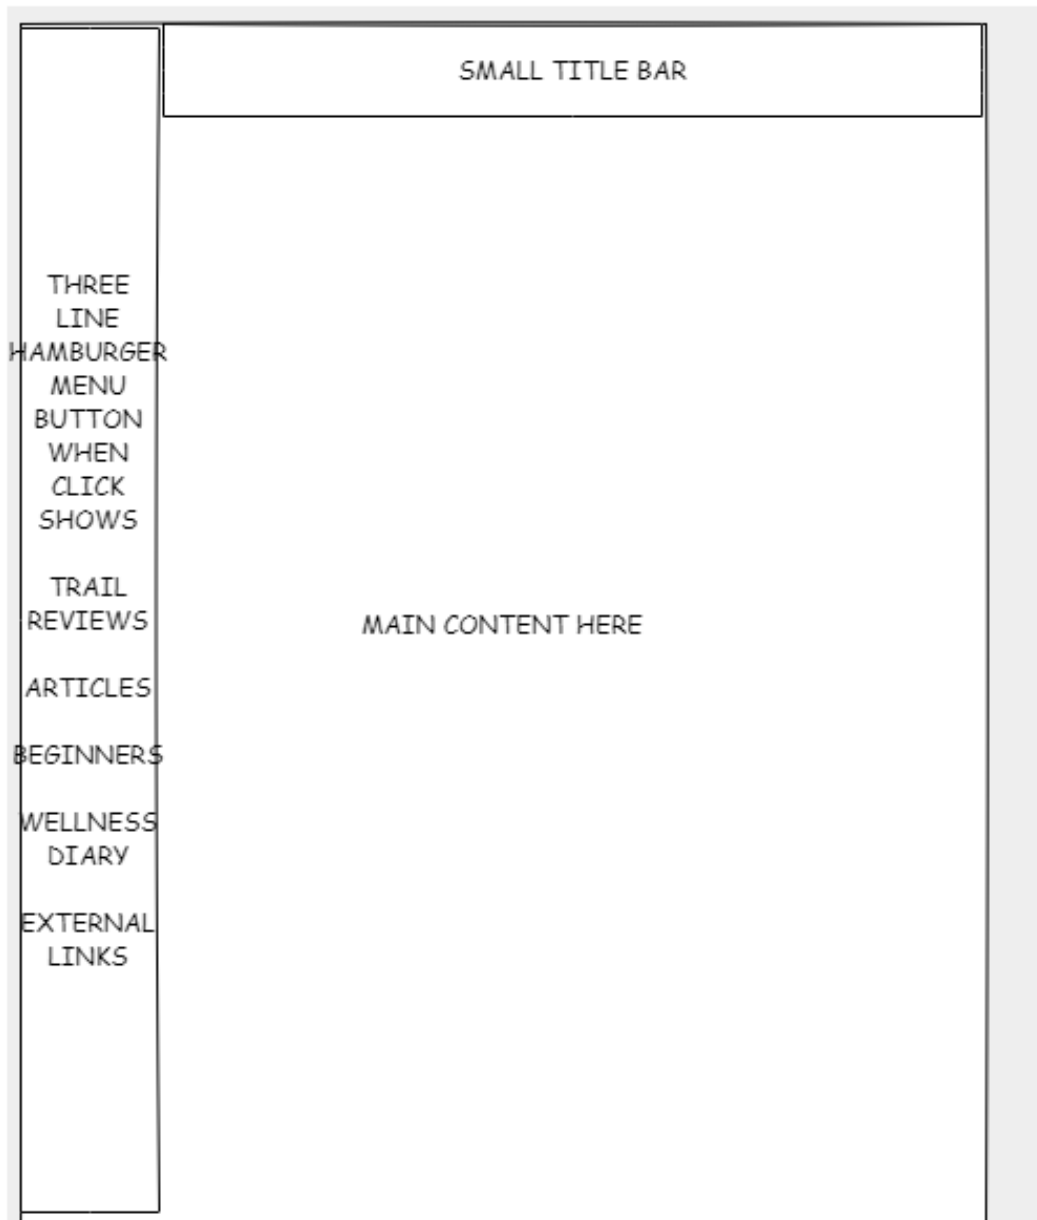 SMALL TITLE BAR
THREE
LINE
HAMBURGER
MENU
BUTTON
WHEN
CLICK
SHOWS
TRAIL
REVIEWS
ARTICLES
BEGINNERS
WELLNESS
DIARY
EXTERNAL
LINKS
MAIN CONTENT HERE